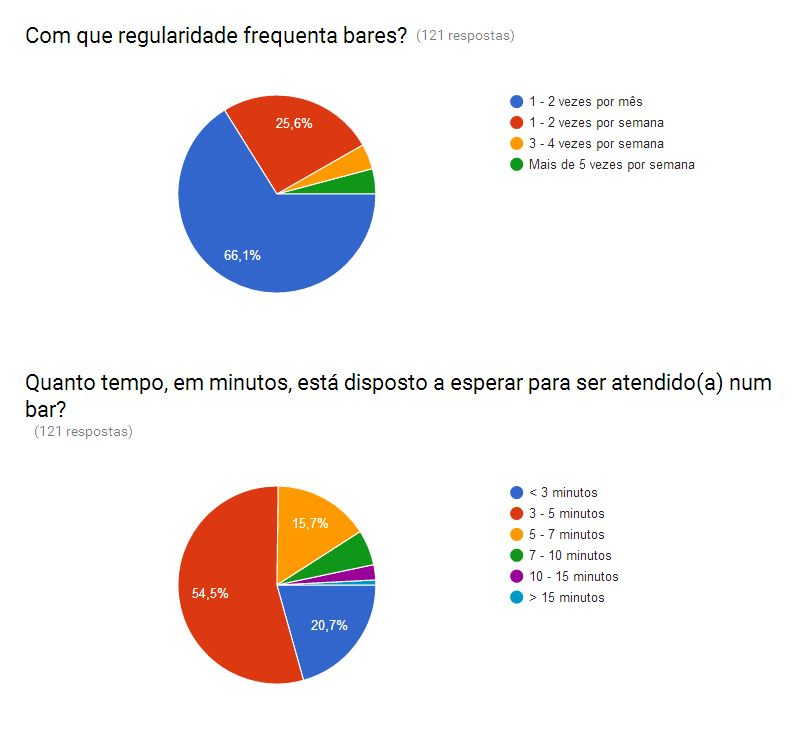 Com que regularidade frequenta bares? (121 respostas)
1 - 2 vezes por mês
1 - 2 vezes por semana
3 - 4 vezes por semana
Mais de 5 vezes por semana
25,6%
66,1%
Quanto tempo, em minutos, está disposto a esperar para ser atendido(a) num
bar?
(121 respostas)
< 3 minutos
3 - 5 minutos
5 - 7 minutos
7 - 10 minutos
10 - 15 minutos
> 15 minutos
15,7%
54,5%
20,7%